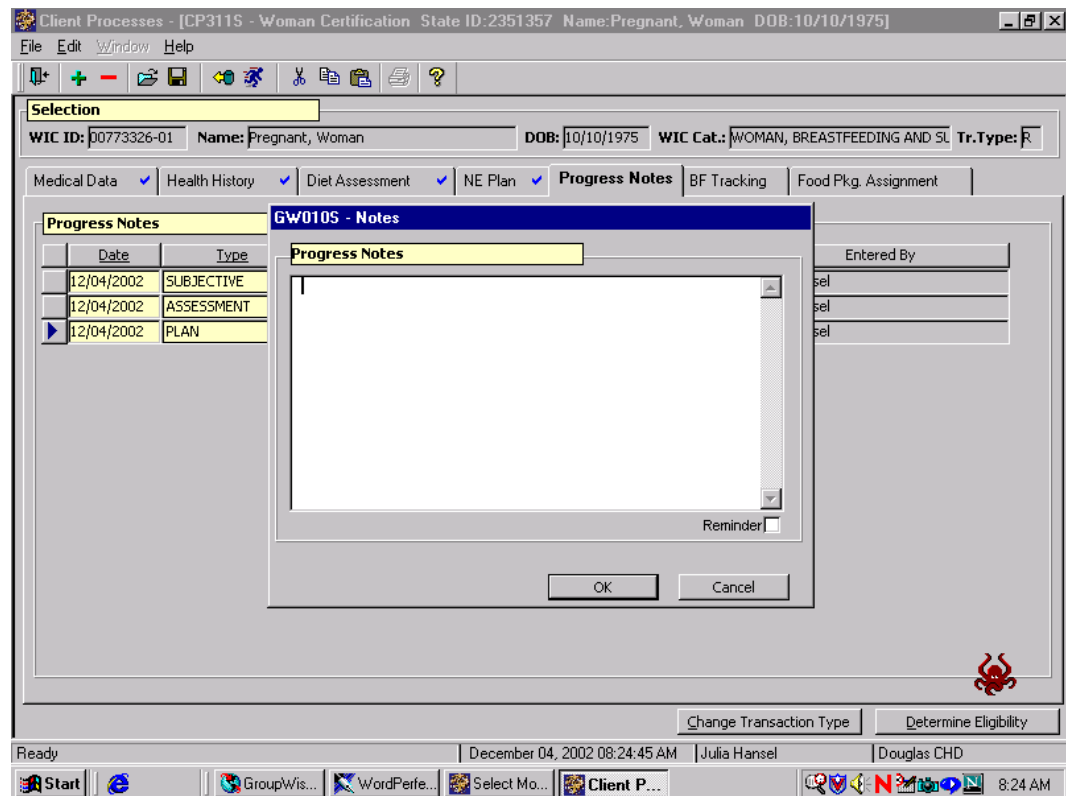 Client Processes - [CP311S - Woman Certification State ID:2351357 Name:Pregnant, Woman DOB:10/10/1975]
File Edit Window Help
Selection
WIC ID: 00773326-01 Name: Pregnant, Woman DOB: 10/10/1975 WIC Cat.: WOMAN, BREASTFEEDING AND SU Tr.Type: R
Medical Data Health History Diet Assessment NE Plan Progress Notes BF Tracking Food Pkg. Assignment
Progress Notes
Date Type Entered By
12/04/2002 SUBJECTIVE sel
12/04/2002 ASSESSMENT sel
12/04/2002 PLAN sel
GW010S - Notes
Progress Notes
Reminder
OK Cancel
Change Transaction Type Determine Eligibility
Ready December 04, 2002 08:24:45 AM Julia Hansel Douglas CHD
Start GroupWis... WordPerfe... Select Mo... Client P... 8:24 AM